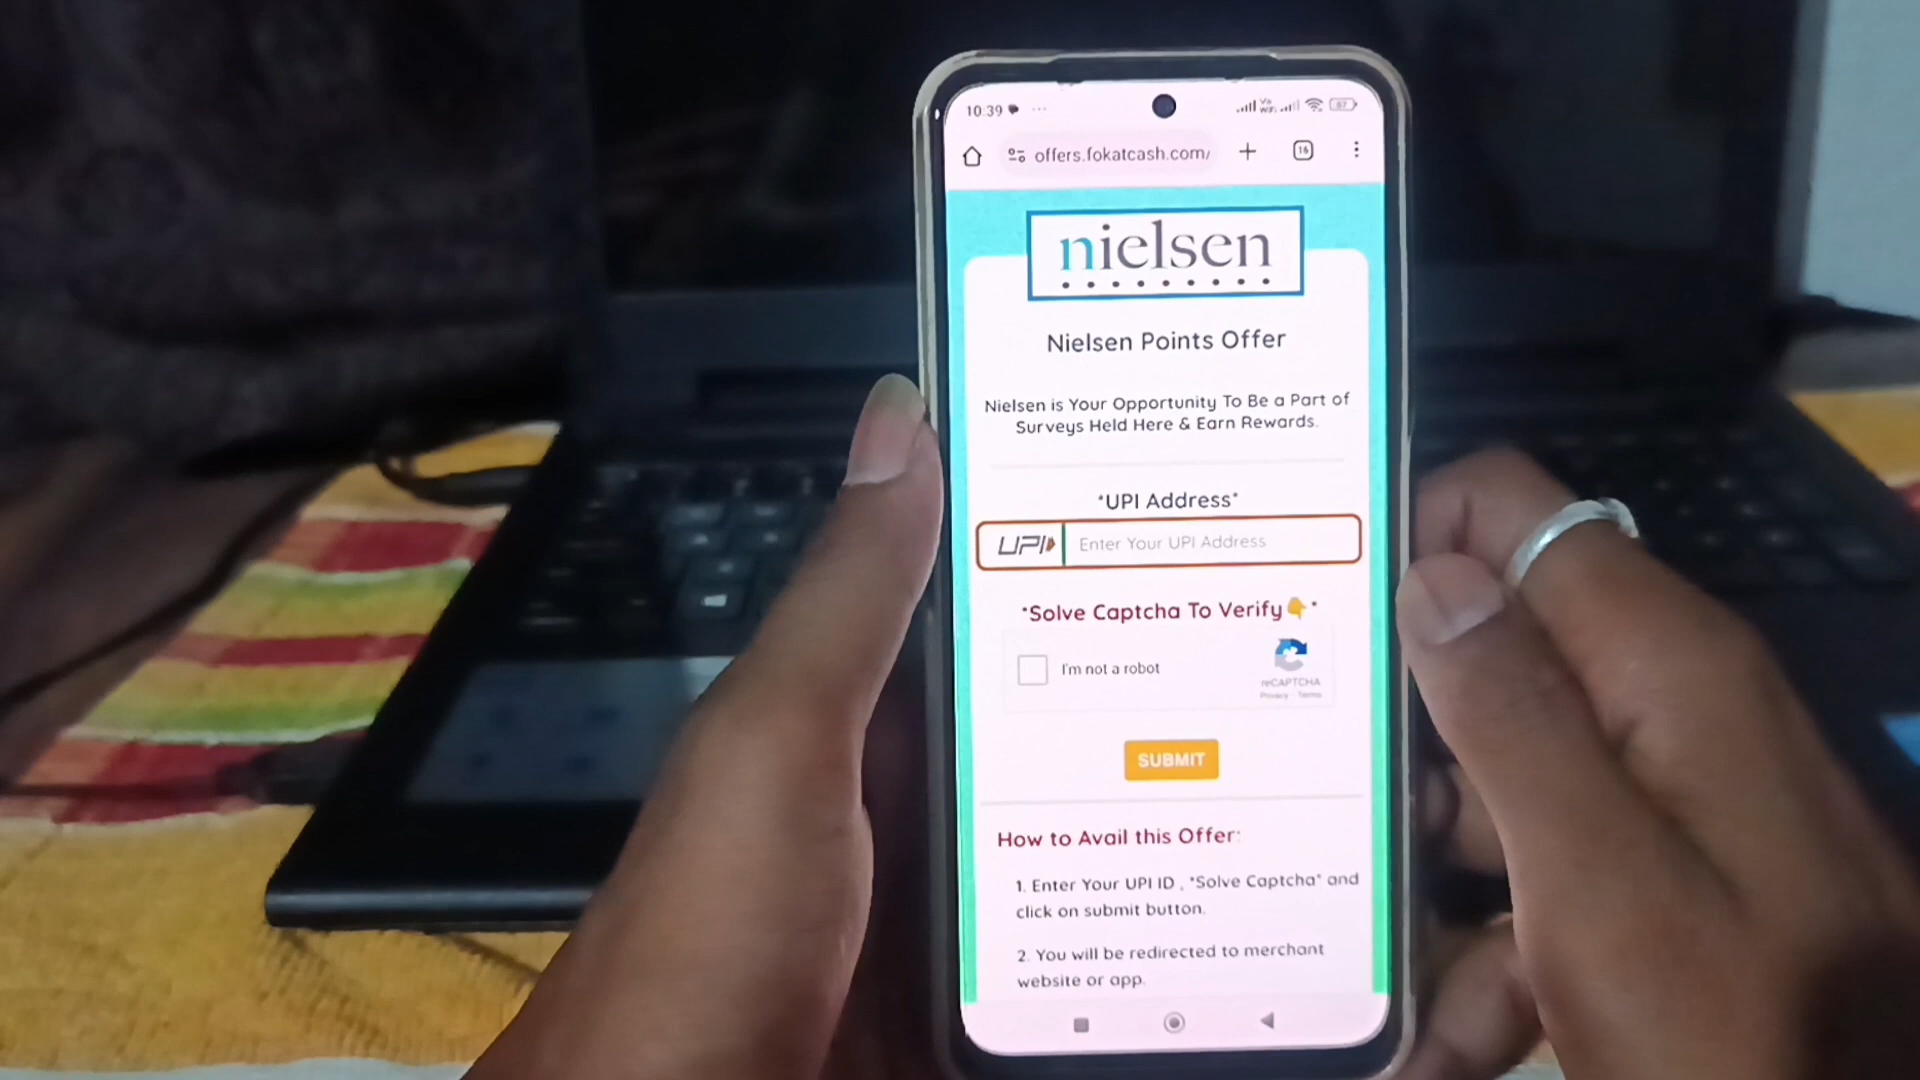 10:39
67
offers.fokatcash.com/
16
nielsen
Nielsen Points Offer
Nielsen is Your Opportunity To Be a Part of
Surveys Held Here & Earn Rewards.
*UPI Address*
UPI
Enter Your UPI Address
*Solve Captcha To Verify👇*
I'm not a robot
reCAPTCHA
Privacy - Terms
SUBMIT
How to Avail this Offer:
1. Enter Your UPI ID , *Solve Captcha* and
click on submit button.
2. You will be redirected to merchant
website or app.